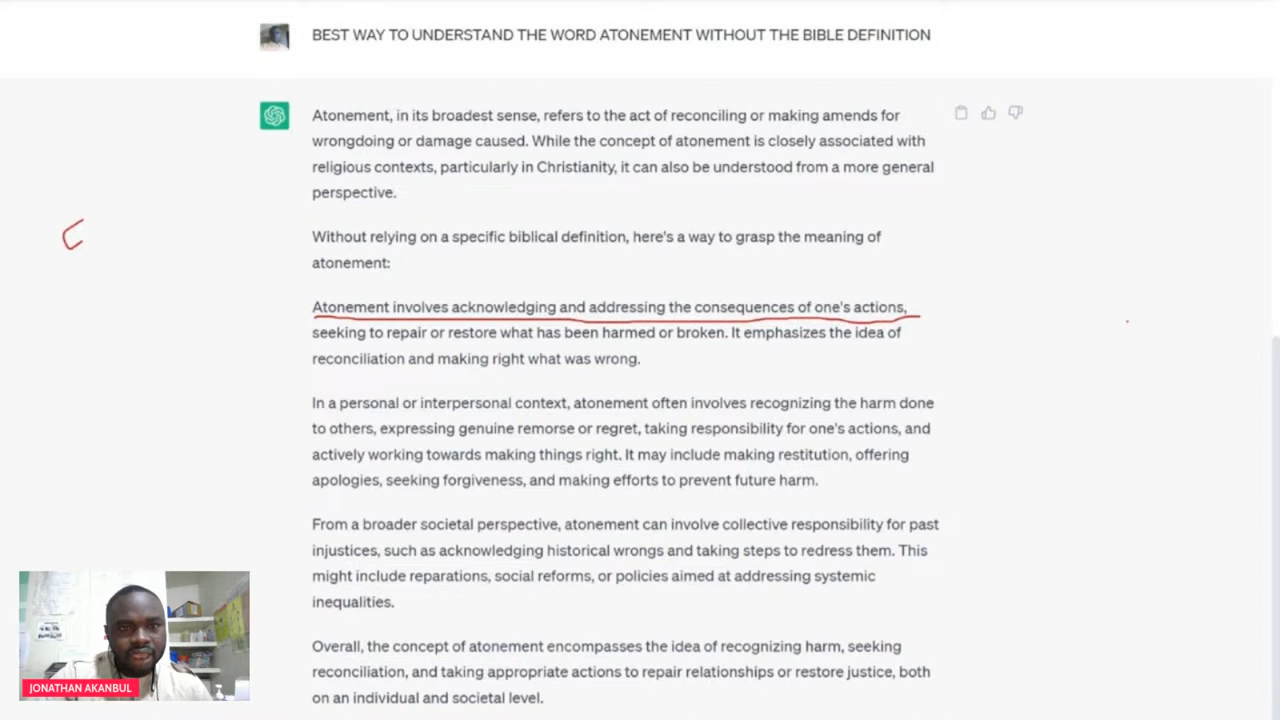 BEST WAY TO UNDERSTAND THE WORD ATONEMENT WITHOUT THE BIBLE DEFINITION
Atonement, in its broadest sense, refers to the act of reconciling or making amends for
wrongdoing or damage caused. While the concept of atonement is closely associated with
religious contexts, particularly in Christianity, it can also be understood from a more general
perspective.
Without relying on a specific biblical definition, here's a way to grasp the meaning of
atonement:
Atonement involves acknowledging and addressing the consequences of one's actions,
seeking to repair or restore what has been harmed or broken. It emphasizes the idea of
reconciliation and making right what was wrong.
In a personal or interpersonal context, atonement often involves recognizing the harm done
to others, expressing genuine remorse or regret, taking responsibility for one's actions, and
actively working towards making things right. It may include making restitution, offering
apologies, seeking forgiveness, and making efforts to prevent future harm.
From a broader societal perspective, atonement can involve collective responsibility for past
injustices, such as acknowledging historical wrongs and taking steps to redress them. This
might include reparations, social reforms, or policies aimed at addressing systemic
inequalities.
Overall, the concept of atonement encompasses the idea of recognizing harm, seeking
reconciliation, and taking appropriate actions to repair relationships or restore justice, both
on an individual and societal level.
JONATHAN AKANBUL